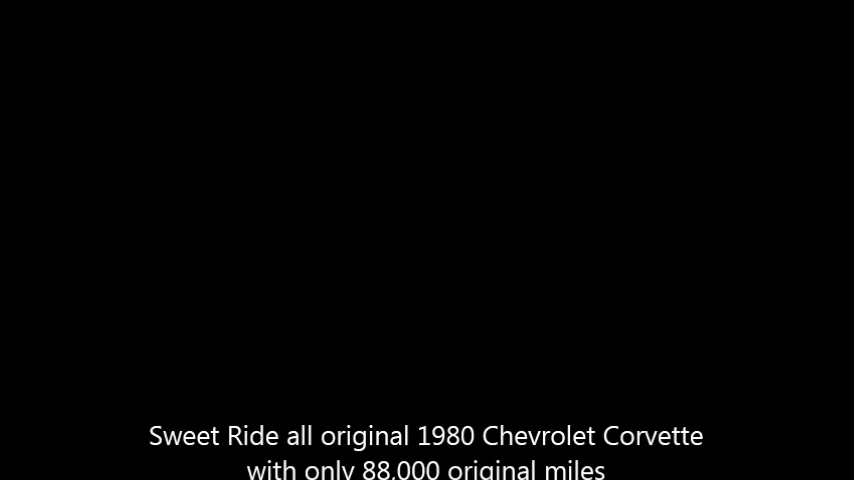 Sweet Ride all original 1980 Chevrolet Corvette
with only 88,000 original miles